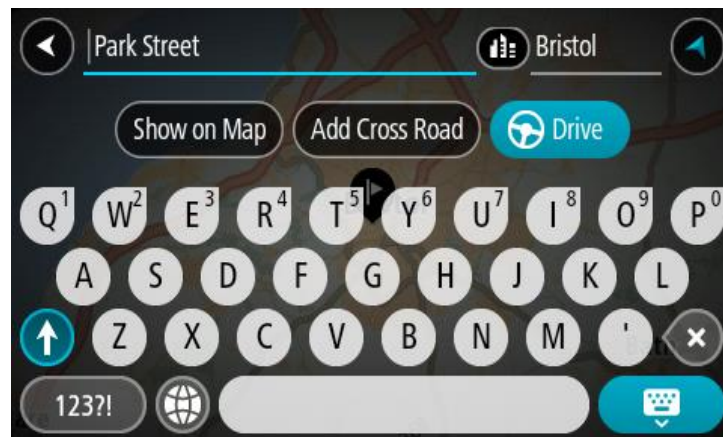 Park Street Bristol
Show on Map Add Cross Road Drive
Q1 W2 E3 R4 T5 Y6 U7 I8 O9 P0
A S D F G H J K L
Z X C V B N M '
123?!